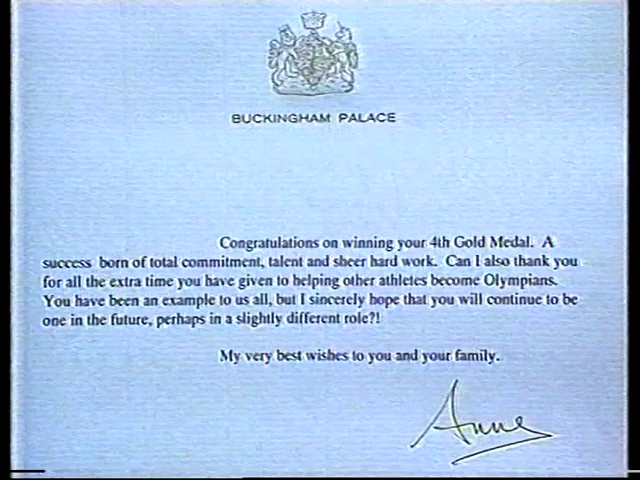 BUCKINGHAM PALACE
Congratulations on winning your 4th Gold Medal. A
success born of total commitment, talent and sheer hard work. Can I also thank you
for all the extra time you have given to helping other athletes become Olympians.
You have been an example to us all, but I sincerely hope that you will continue to be
one in the future, perhaps in a slightly different role?!
My very best wishes to you and your family.
Anne